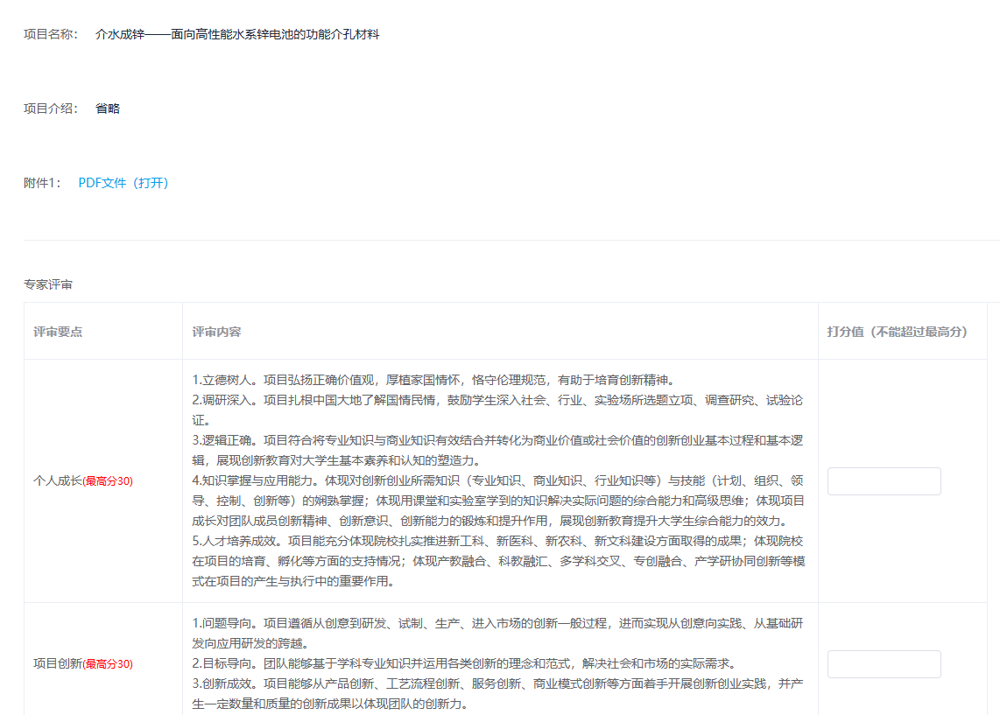 项目名称： 介水成锌——面向高性能水系锌电池的功能介孔材料
项目介绍： 省略
附件1： PDF文件（打开）
专家评审
评审要点 评审内容 打分值（不能超过最高分）
1.立德树人。项目弘扬正确价值观，厚植家国情怀，恪守伦理规范，有助于培育创新精神。
2.调研深入。项目扎根中国大地了解国情民情，鼓励学生深入社会、行业、实验场所选题立项、调查研究、试验论
证。
3.逻辑正确。项目符合将专业知识与商业知识有效结合并转化为商业价值或社会价值的创新创业基本过程和基本逻
辑，展现创新教育对大学生基本素养和认知的塑造力。
个人成长(最高分30)
4.知识掌握与应用能力。体现对创新创业所需知识（专业知识、商业知识、行业知识等）与技能（计划、组织、领
导、控制、创新等）的娴熟掌握；体现用课堂和实验室学到的知识解决实际问题的综合能力和高级思维；体现项目
成长对团队成员创新精神、创新意识、创新能力的锻炼和提升作用，展现创新教育提升大学生综合能力的效力。
5.人才培养成效。项目能充分体现院校扎实推进新工科、新医科、新农科、新文科建设方面取得的成果；体现院校
在项目的培育、孵化等方面的支持情况；体现产教融合、科教融汇、多学科交叉、专创融合、产学研协同创新等模
式在项目的产生与执行中的重要作用。
1.问题导向。项目遵循从创意到研发、试制、生产、进入市场的创新一般过程，进而实现从创意向实践、从基础研
发向应用研发的跨越。
项目创新(最高分30)
2.目标导向。团队能够基于学科专业知识并运用各类创新的理念和范式，解决社会和市场的实际需求。
3.创新成效。项目能够从产品创新、工艺流程创新、服务创新、商业模式创新等方面着手开展创新创业实践，并产
生一定数量和质量的创新成果以体现团队的创新力。